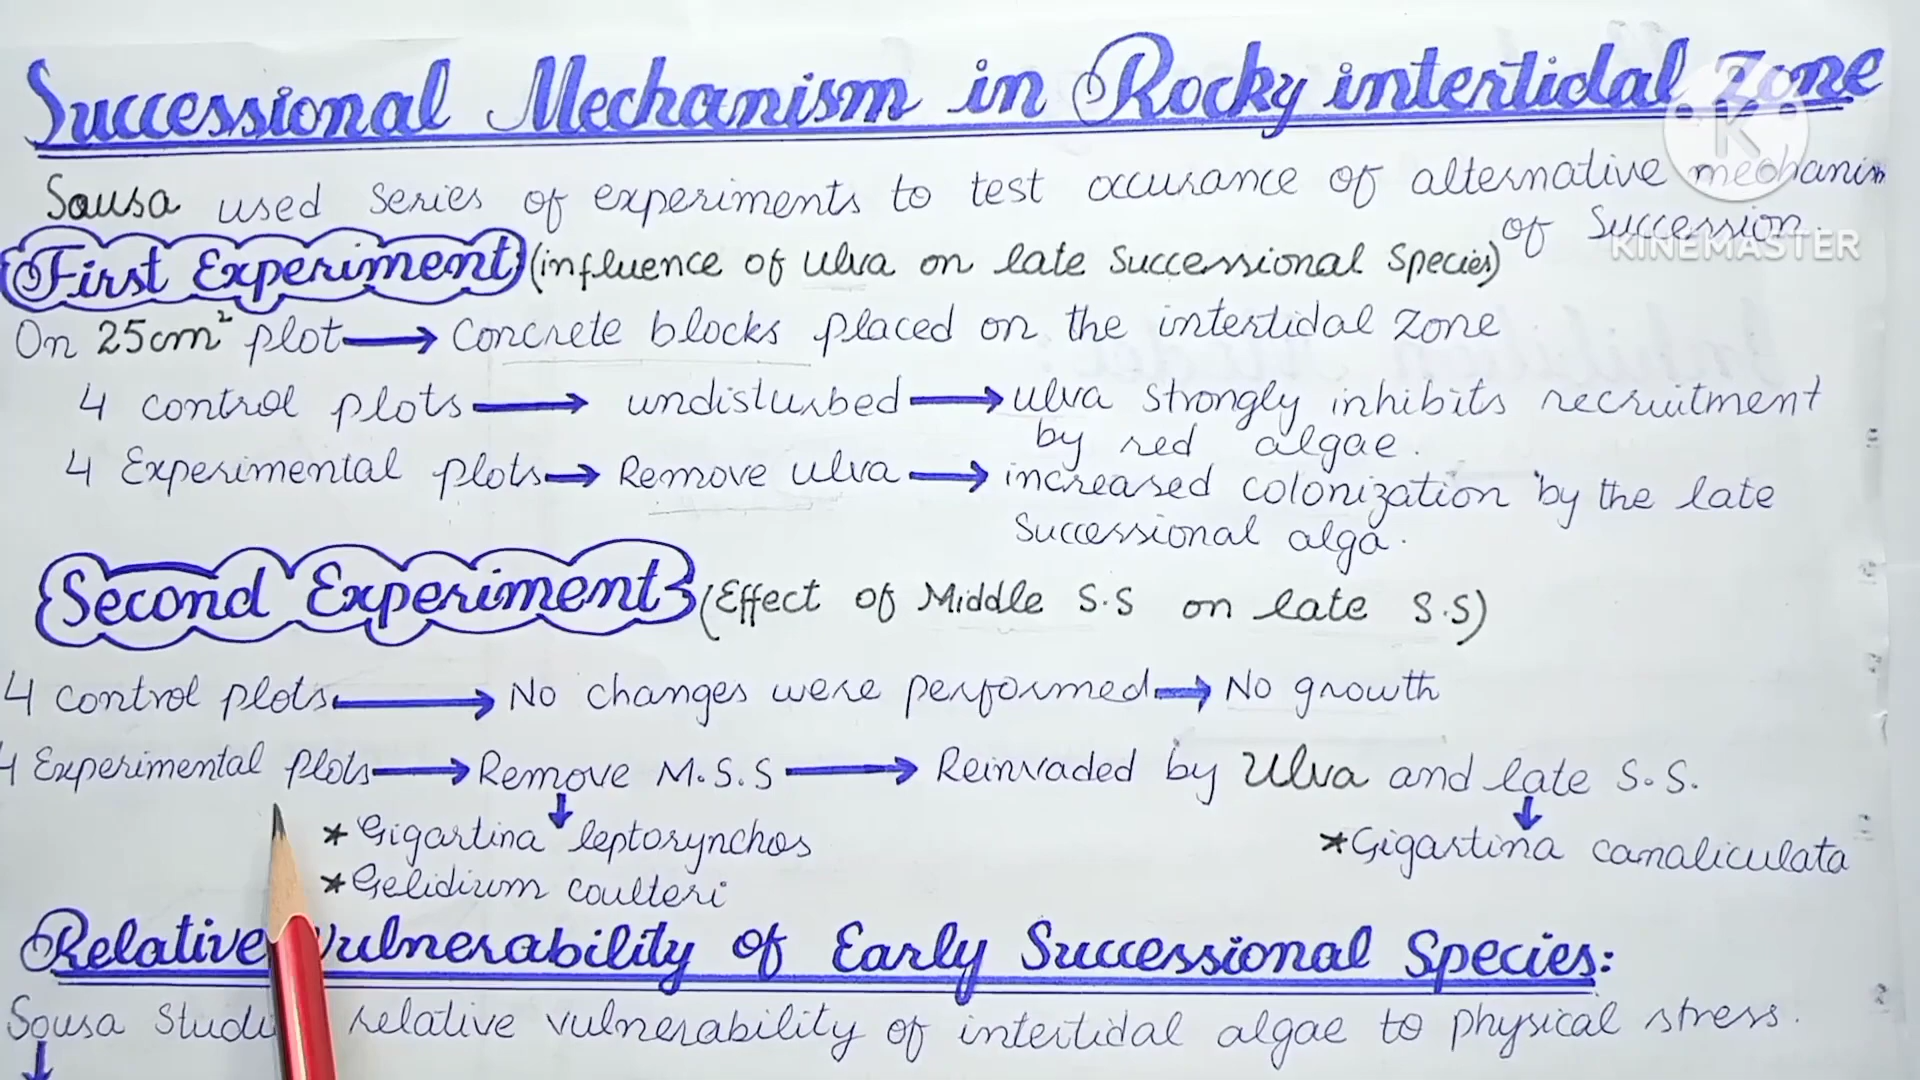 Successional Mechanism in Rocky intertidal Zone
Sousa used series of experiments to test occurance of alternative mechanism
of Succession.
KINEMASTER
First Experiment (influence of ulva on late Successional Species)
On 25cm² plot → Concrete blocks placed on the intertidal zone
4 control plots → undisturbed → ulva strongly inhibits recruitment
by red algae.
4 Experimental plots → Remove ulva → increased colonization by the late
Successional alga.
Second Experiment (Effect of Middle S.S on late S.S)
4 control plots → No changes were performed → No growth
4 Experimental plots → Remove M.S.S → Reinvaded by Ulva and late S.S.
↓ ↓
* Gigartina leptorynchos * Gigartina canaliculata
* Gelidium coulteri
Relative Vulnerability of Early Successional Species:
Sousa relative vulnerability of intertidal algae to physical stress.
↓